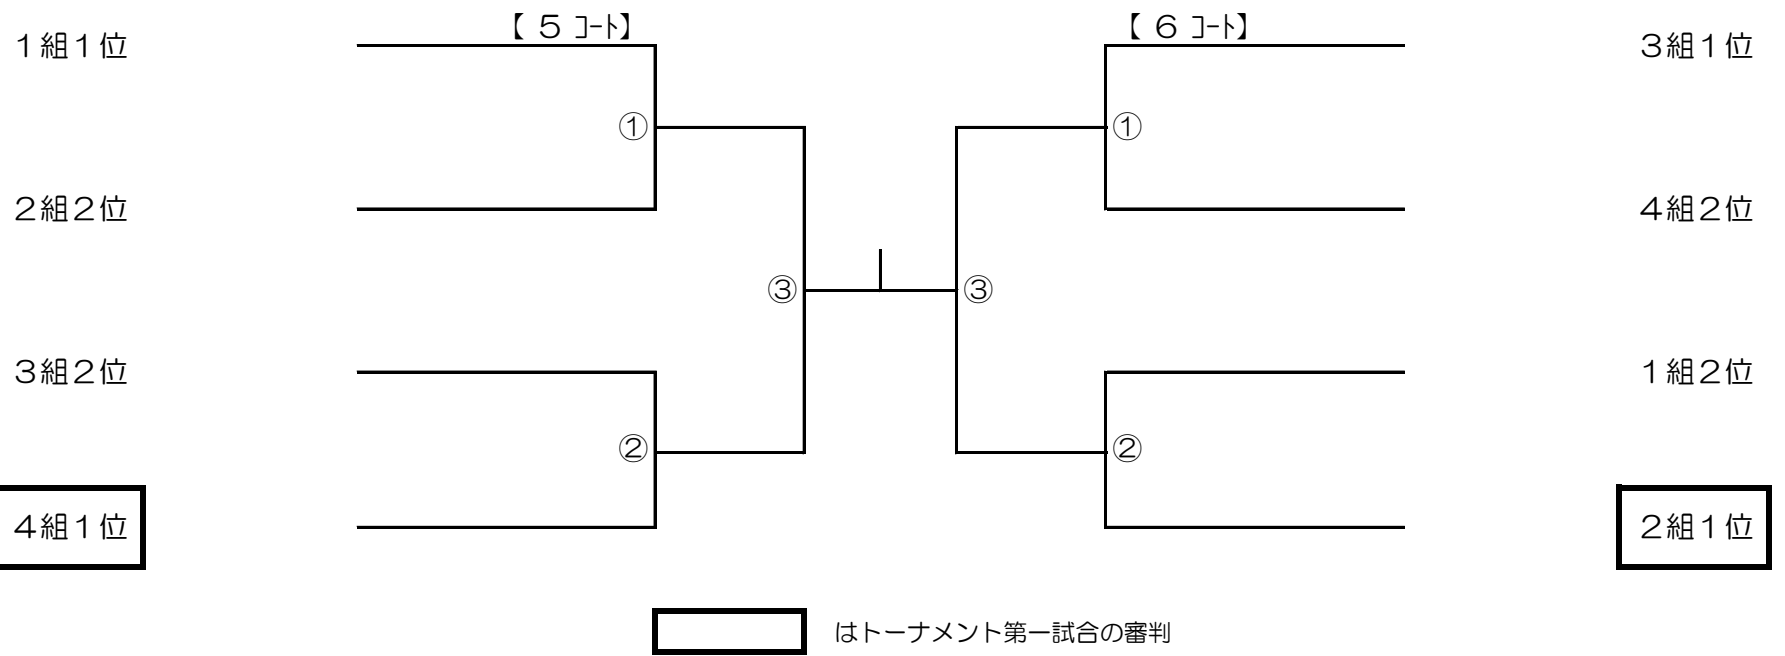 【 ５ ｺｰﾄ】
【 ６ ｺｰﾄ】
１組１位
３組１位
①
①
２組２位
４組２位
③
③
３組２位
１組２位
②
②
４組１位
２組１位
はトーナメント第一試合の審判